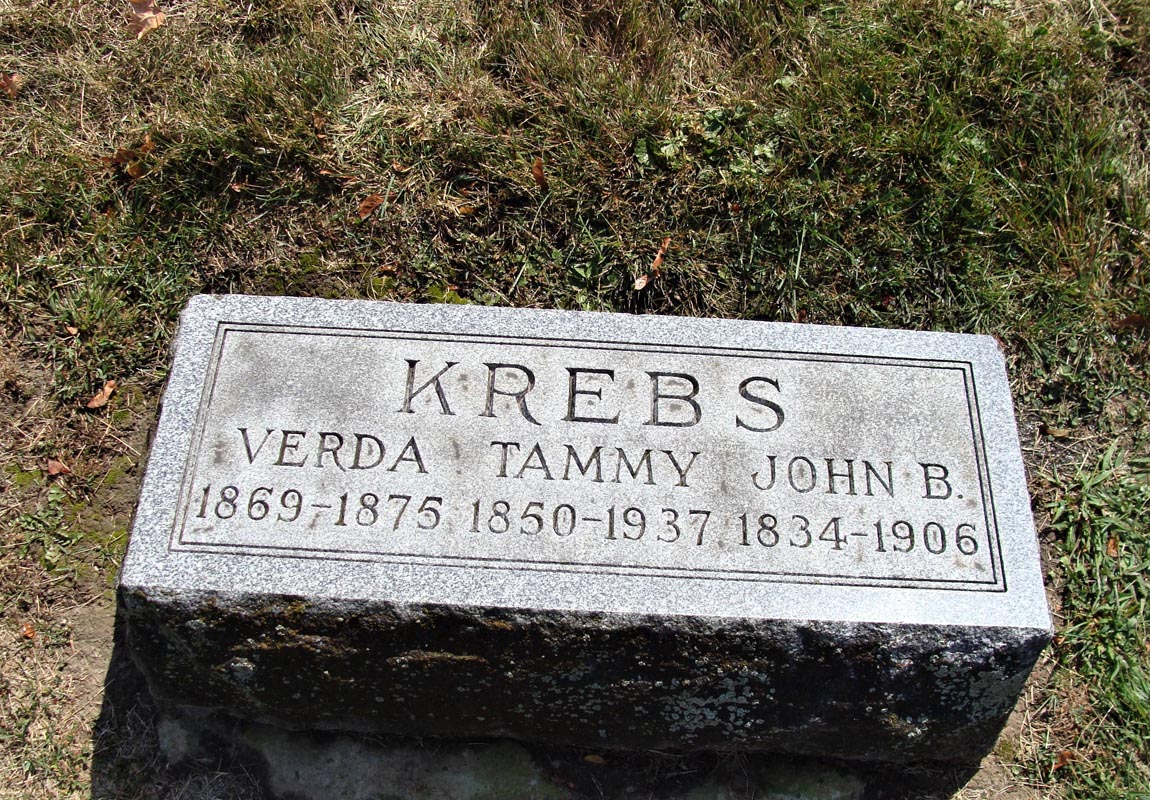 KREBS
VERDA TAMMY JOHN B.
1869-1875 1850-1937 1834-1906